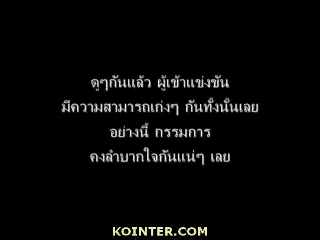 ดูๆกันแล้ว ผู้เข้าแข่งขัน
มีความสามารถเก่งๆ กันทั้งนั้นเลย
อย่างนี้ กรรมการ
คงลำบากใจกันแน่ๆ เลย
KOINTER.COM